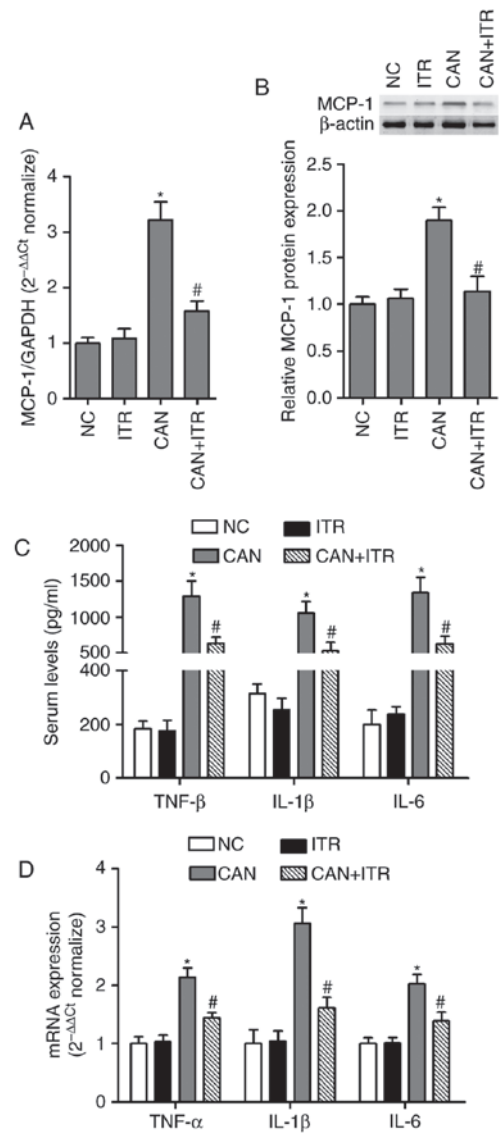 A
MCP-1/GAPDH (2⁻ΔΔCt normalize)
4
3
2
1
0
*
#
NC
ITR
CAN
CAN+ITR
B
NC
ITR
CAN
CAN+ITR
MCP-1
β-actin
Relative MCP-1 protein expression
2.5
2.0
1.5
1.0
0.5
0.0
*
#
NC
ITR
CAN
CAN+ITR
C
NC
ITR
CAN
CAN+ITR
Serum levels (pg/ml)
2000
1500
1000
500
400
200
0
*
#
*
#
*
#
TNF-β
IL-1β
IL-6
NC
ITR
D
CAN
CAN+ITR
mRNA expression
(2⁻ΔΔCt normalize)
4
3
2
1
0
*
#
*
#
*
#
TNF-α
IL-1β
IL-6